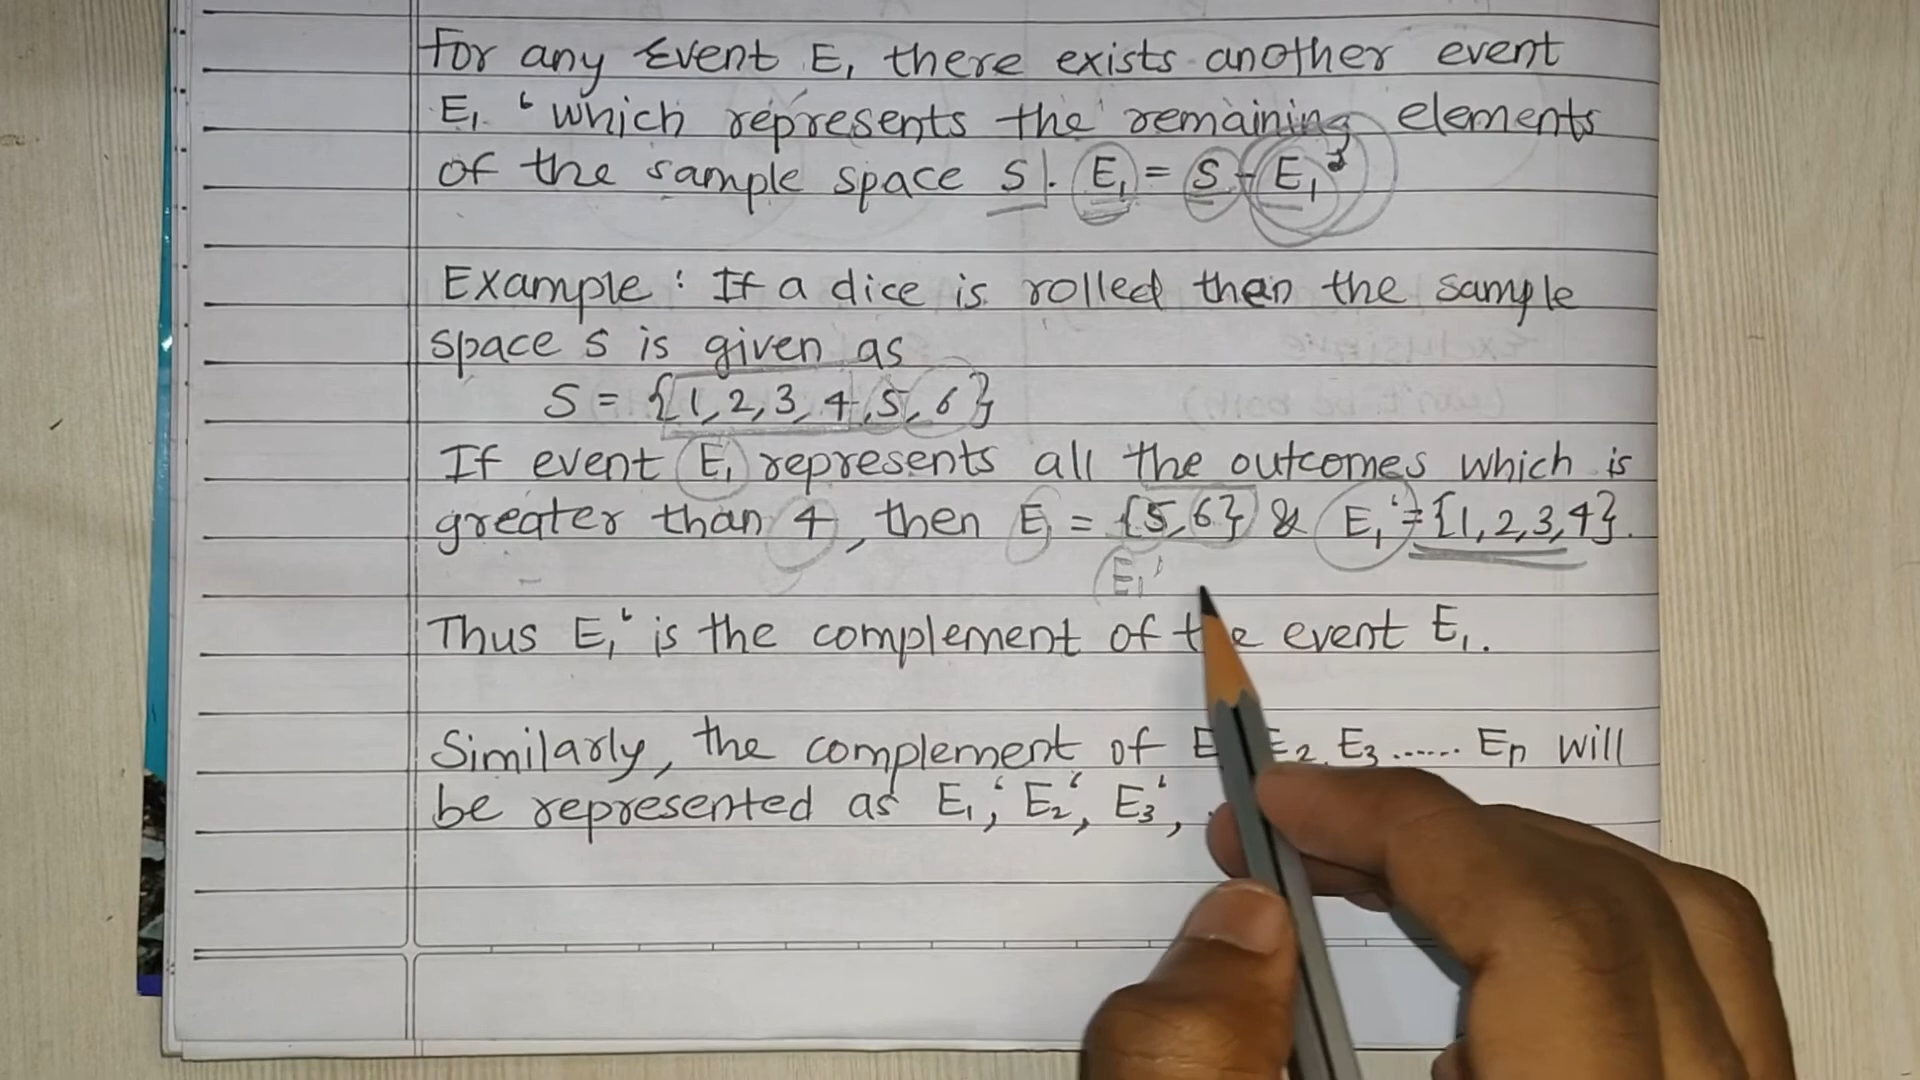 For any Event E₁ there exists another event
E₁' which represents the remaining elements
of the sample space S. E₁ = S - E₁'
Example : If a dice is rolled then the sample
space S is given as
S = {1,2,3,4,5,6}
If event E₁ represents all the outcomes which is
greater than 4, then E₁ = {5,6} & E₁' = {1,2,3,4}.
E₁'
Thus E₁' is the complement of the event E₁.
Similarly, the complement of E₂, E₃ ...... En will
be represented as E₁', E₂', E₃',